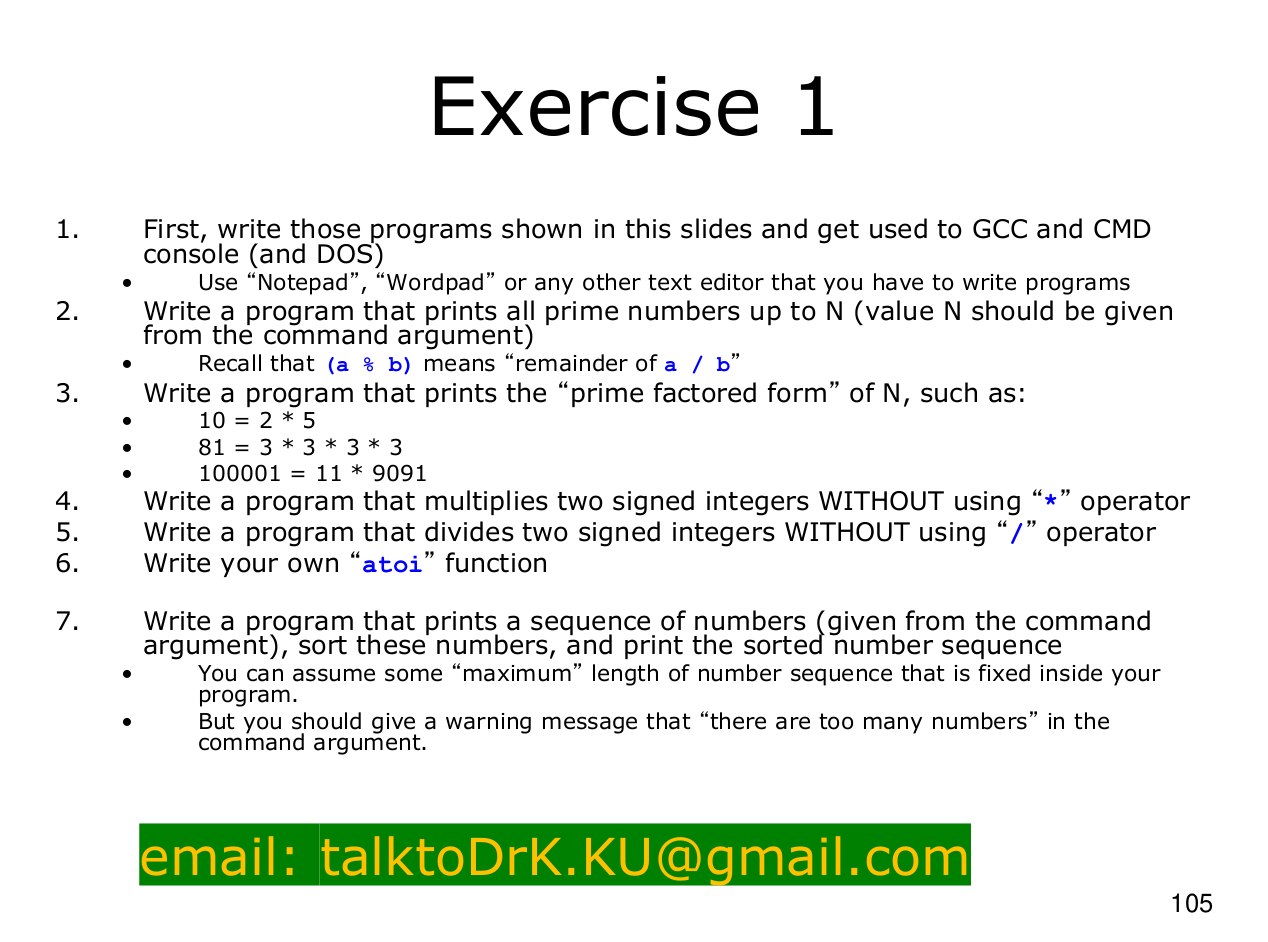 Exercise 1
1. First, write those programs shown in this slides and get used to GCC and CMD
console (and DOS)
• Use “Notepad”, “Wordpad” or any other text editor that you have to write programs
2. Write a program that prints all prime numbers up to N (value N should be given
from the command argument)
• Recall that (a % b) means “remainder of a / b”
3. Write a program that prints the “prime factored form” of N, such as:
• 10 = 2 * 5
• 81 = 3 * 3 * 3 * 3
• 100001 = 11 * 9091
4. Write a program that multiplies two signed integers WITHOUT using “*” operator
5. Write a program that divides two signed integers WITHOUT using “/” operator
6. Write your own “atoi” function
7. Write a program that prints a sequence of numbers (given from the command
argument), sort these numbers, and print the sorted number sequence
• You can assume some “maximum” length of number sequence that is fixed inside your
program.
• But you should give a warning message that “there are too many numbers” in the
command argument.
email: talktoDrK.KU@gmail.com
105